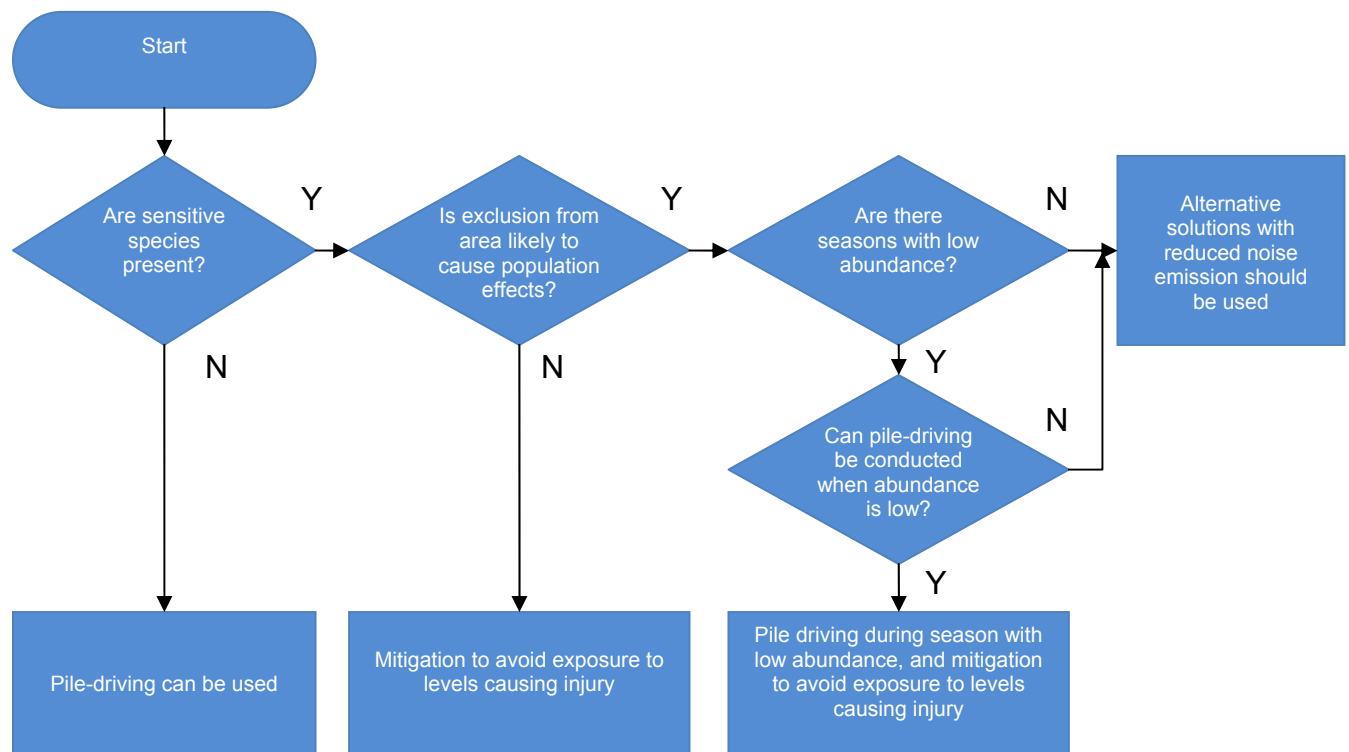 Start
Are sensitive
species
present?
Y
N
Is exclusion from
area likely to
cause population
effects?
Y
N
Are there
seasons with low
abundance?
N
Y
Alternative
solutions with
reduced noise
emission should
be used
Can pile-driving
be conducted
when abundance
is low?
N
Y
Pile-driving can be used
Mitigation to avoid exposure to
levels causing injury
Pile driving during season with
low abundance, and mitigation
to avoid exposure to levels
causing injury